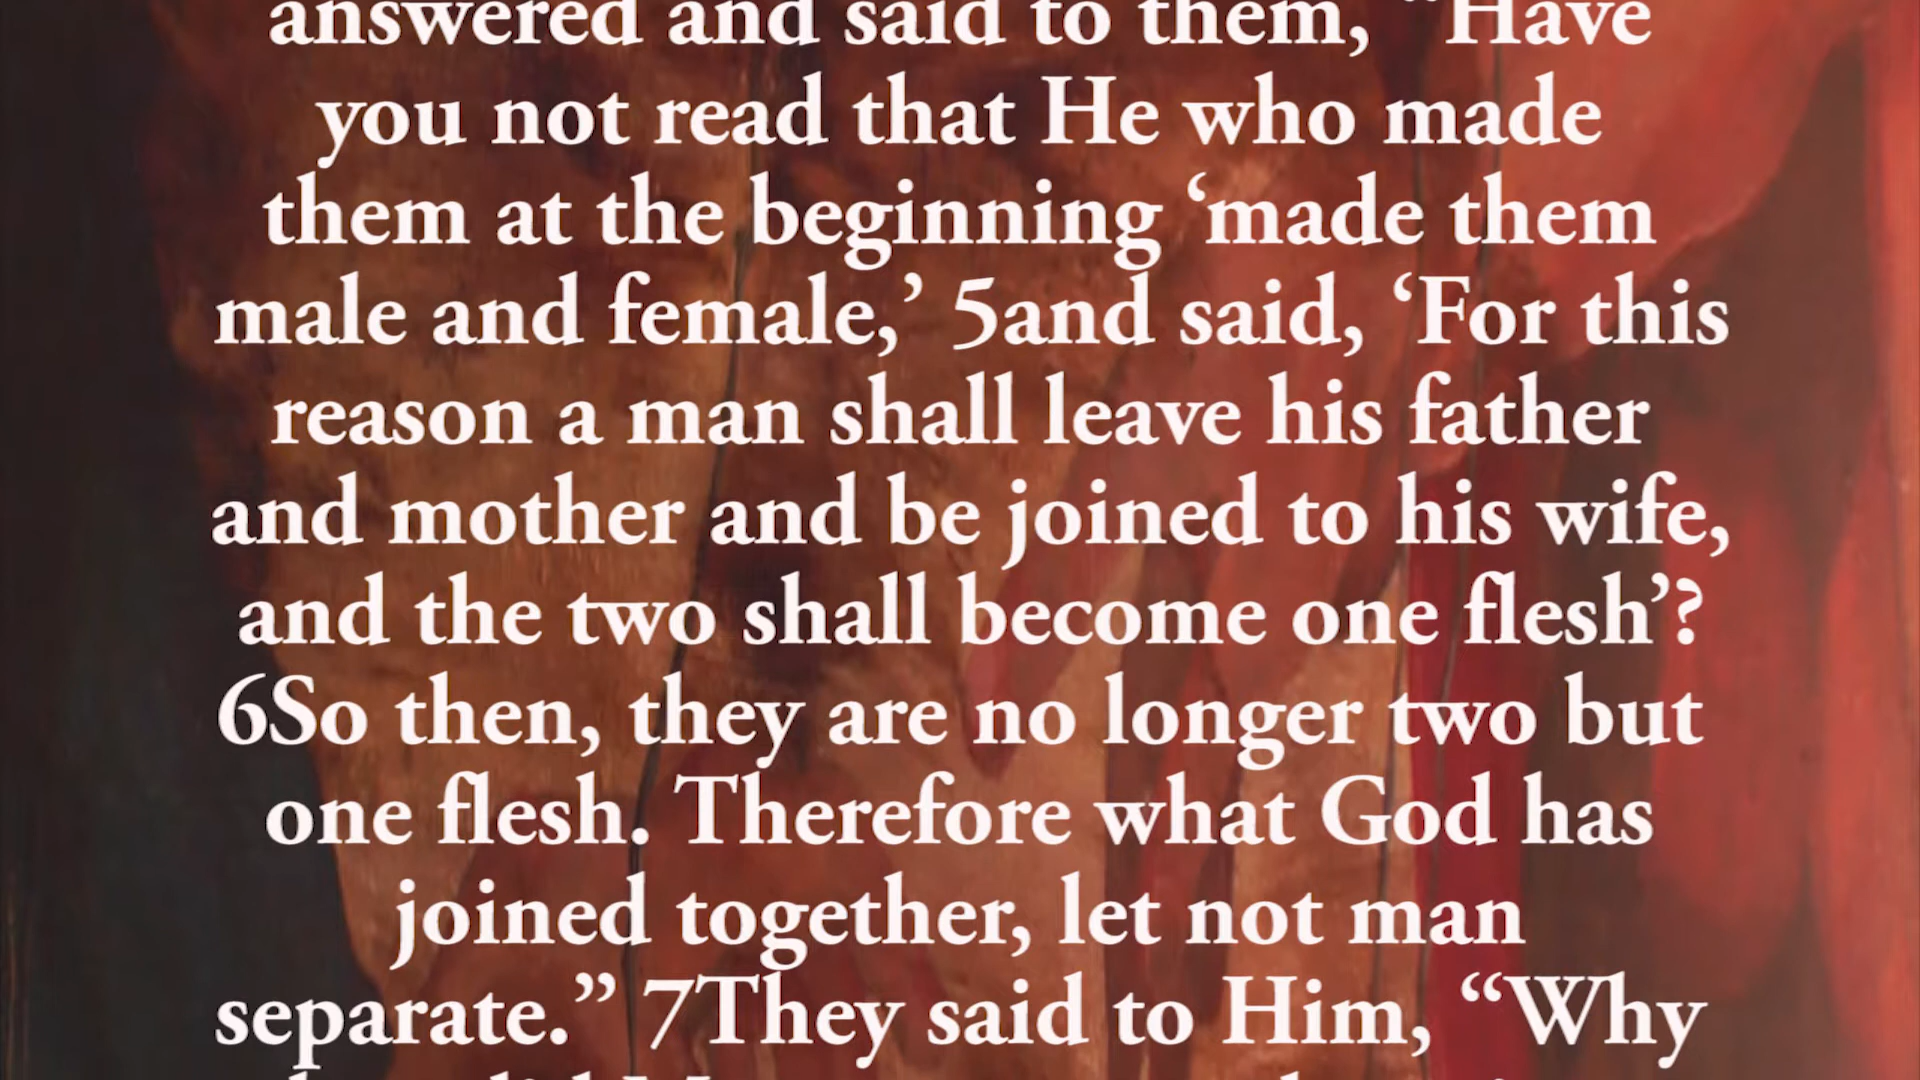 answered and said to them, “Have
you not read that He who made
them at the beginning ‘made them
male and female,’ 5and said, ‘For this
reason a man shall leave his father
and mother and be joined to his wife,
and the two shall become one flesh’?
6So then, they are no longer two but
one flesh. Therefore what God has
joined together, let not man
separate.” 7They said to Him, “Why